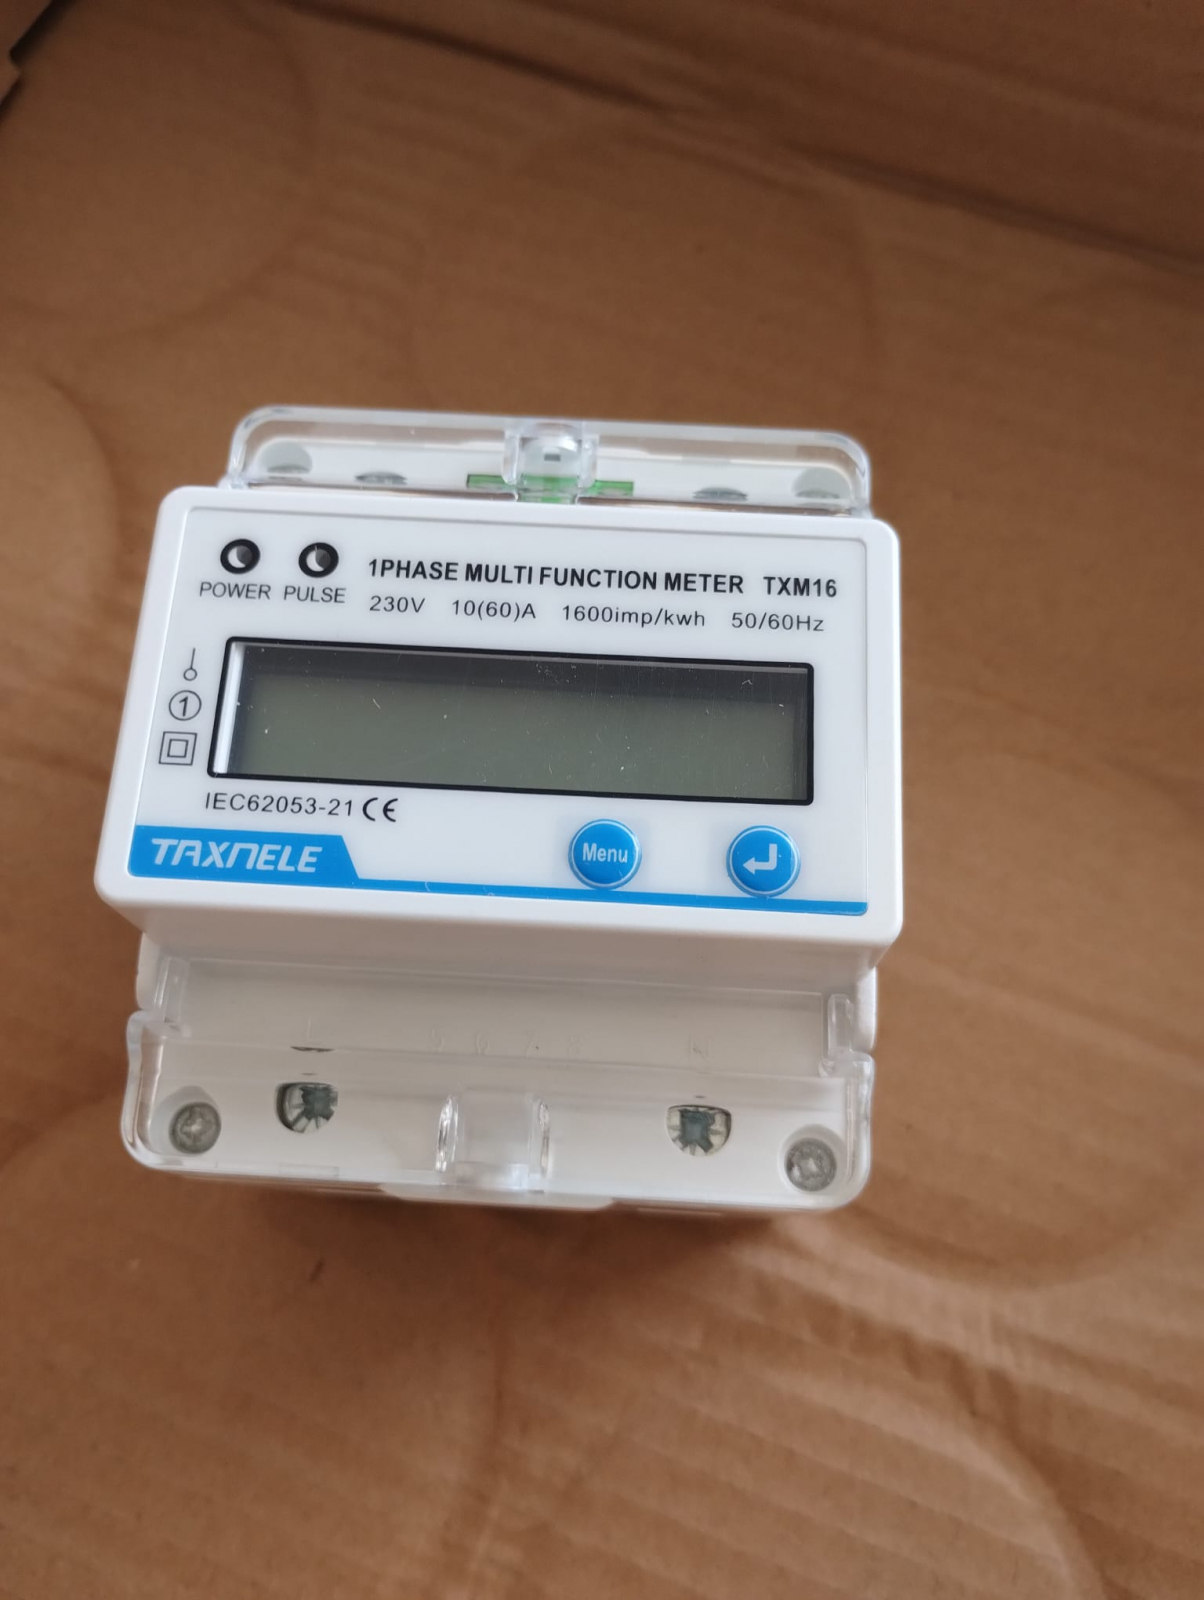 POWER PULSE
1PHASE MULTI FUNCTION METER TXM16
230V 10(60)A 1600imp/kwh 50/60Hz
1
IEC62053-21 CE
TAXNELE
Menu